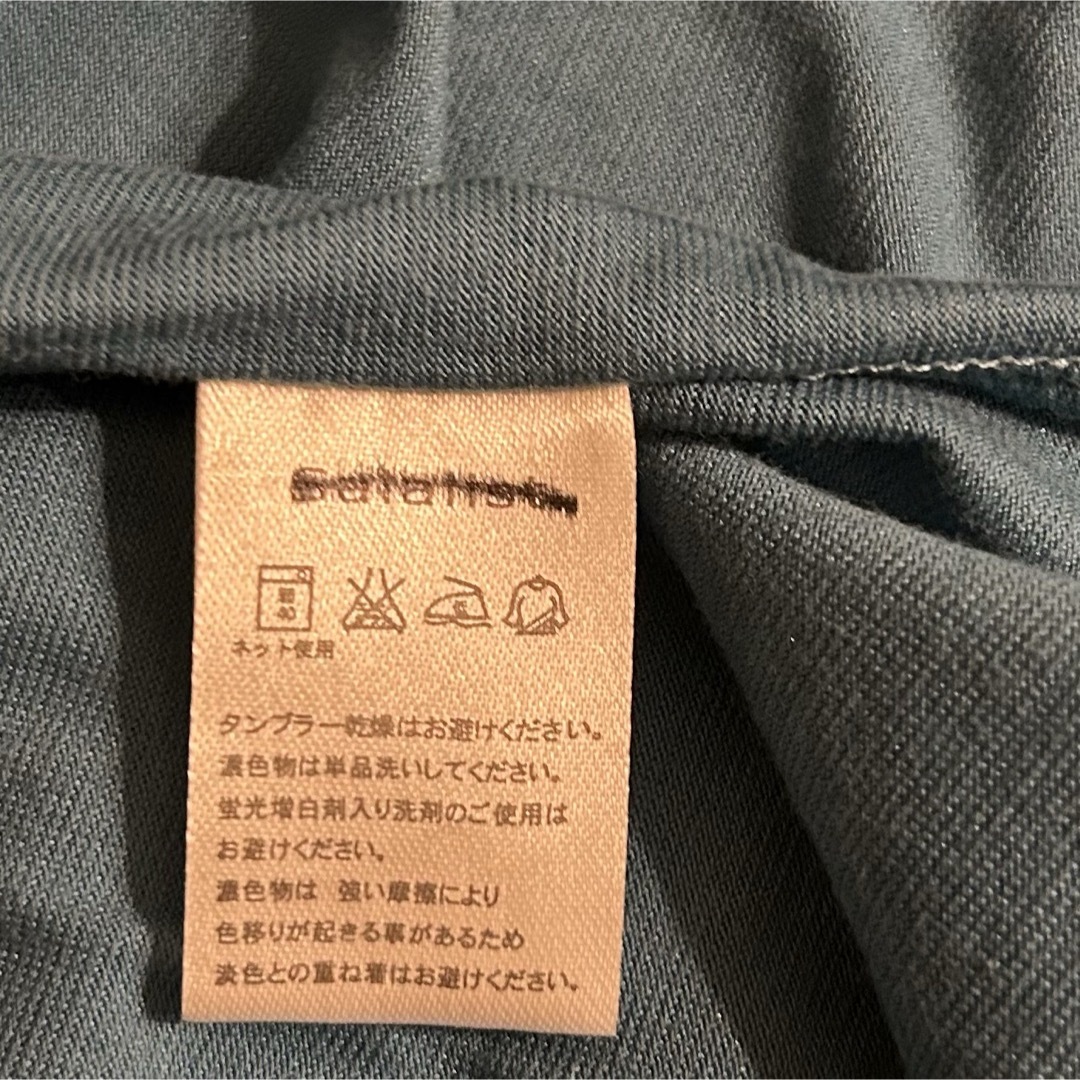 弱
40
ネット使用
タンブラー乾燥はお避けください。
濃色物は単品洗いしてください。
蛍光増白剤入り洗剤のご使用は
お避けください。
濃色物は 強い摩擦により
色移りが起きる事があるため
淡色との重ね着はお避けください。